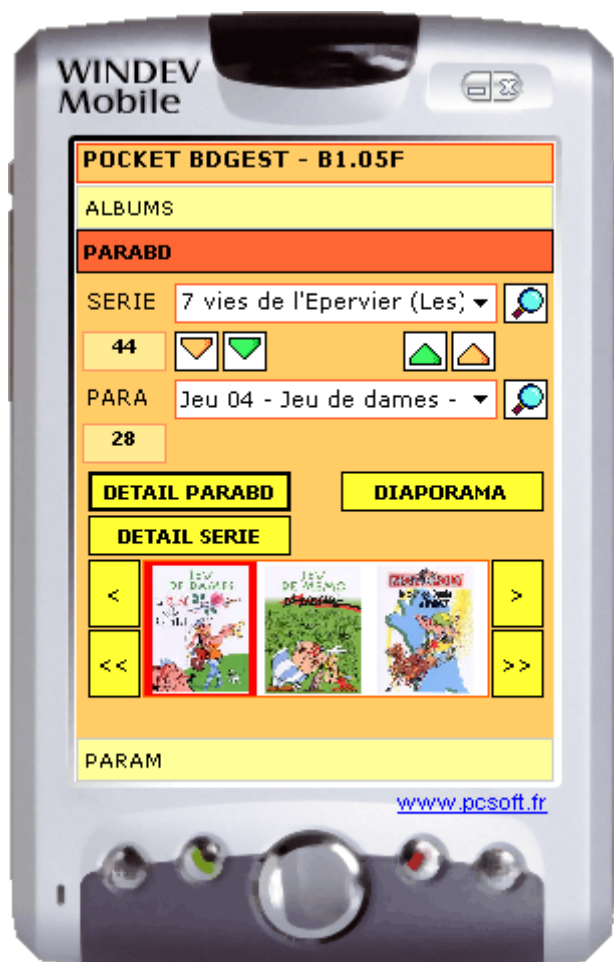 WINDEV
Mobile
POCKET BDGEST - B1.05F
ALBUMS
PARABD
SERIE 7 vies de l'Epervier (Les)
44
PARA Jeu 04 - Jeu de dames -
28
DETAIL PARABD DIAPORAMA
DETAIL SERIE
< >
JEU
DE DAMES
JEU
DE MEMO
<< >>
PARAM
www.pcsoft.fr